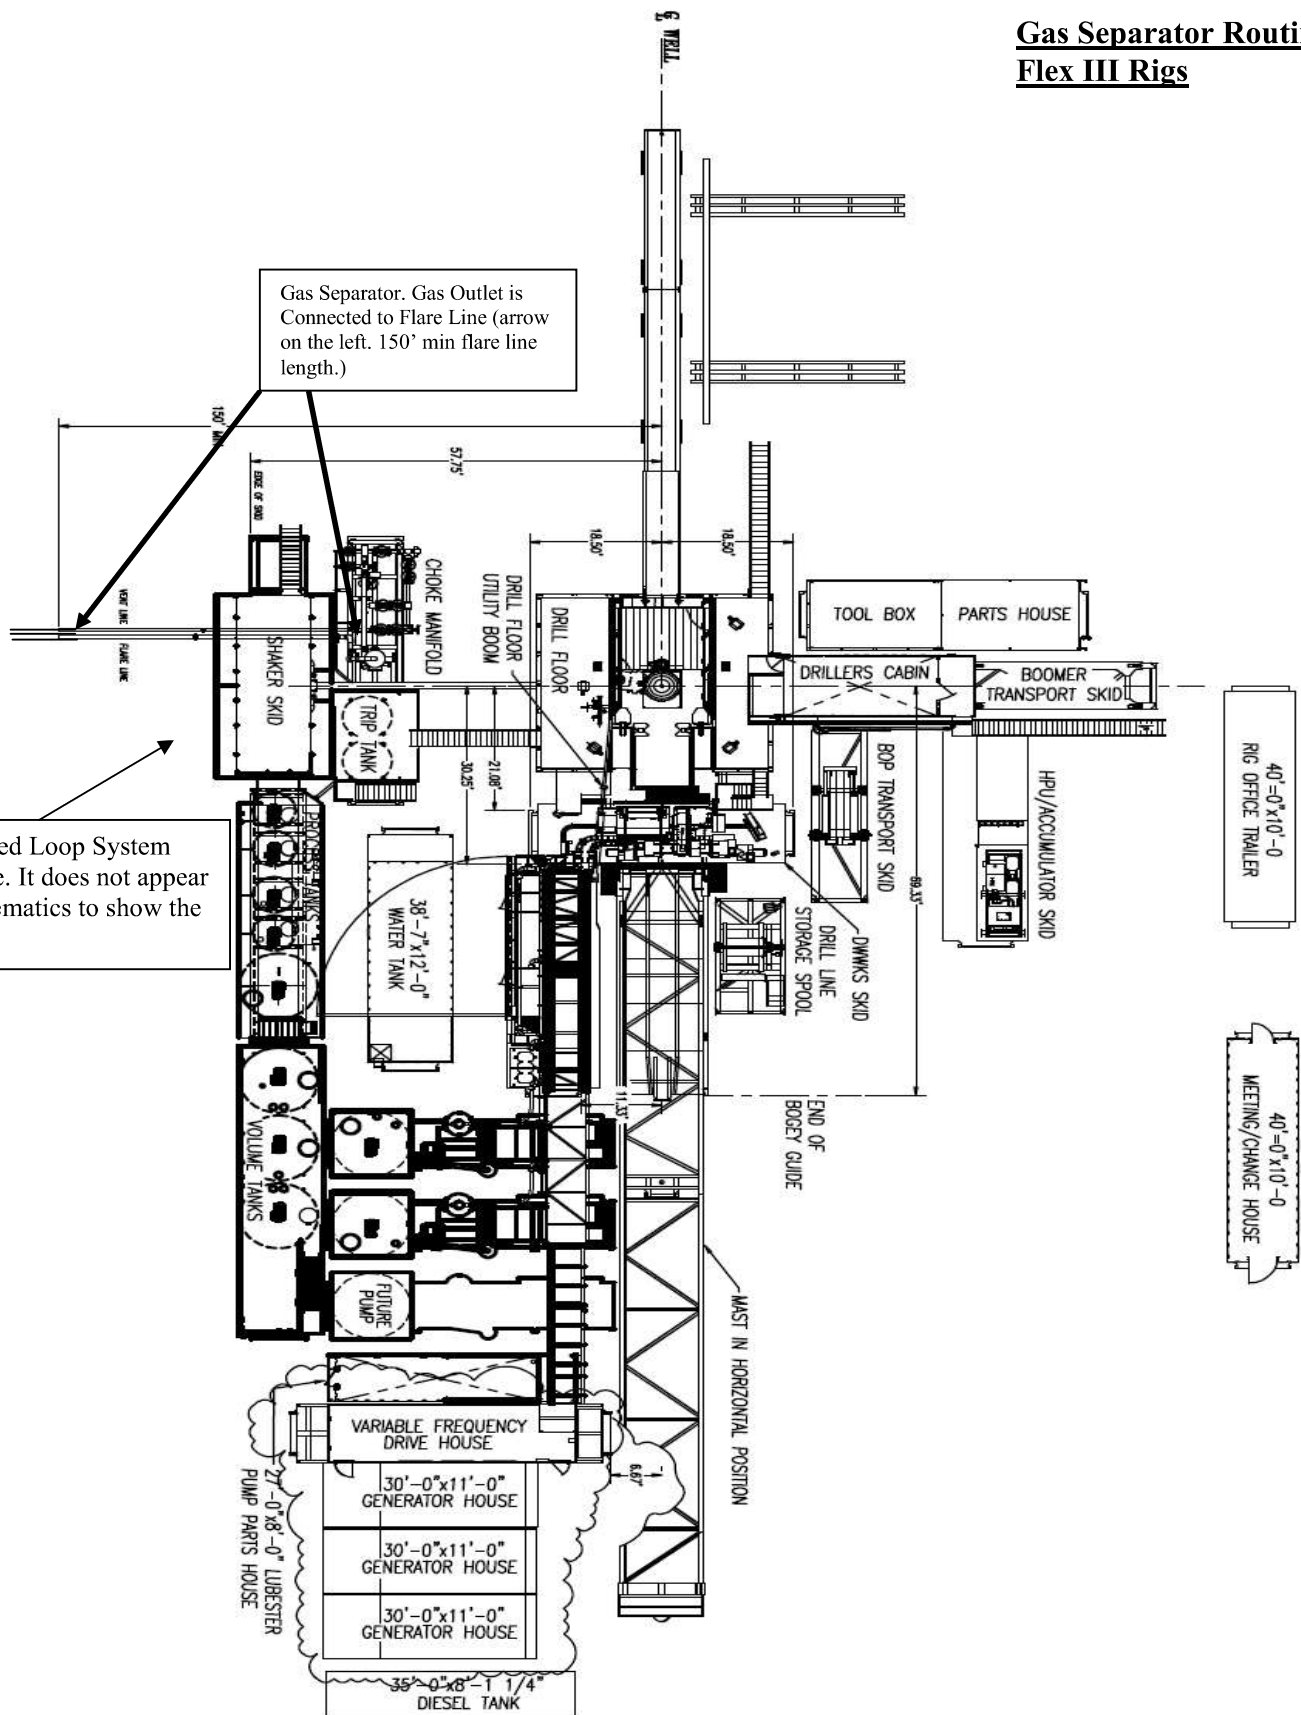 Gas Separator Routi
Flex III Rigs
℄ WELL
Gas Separator. Gas Outlet is
Connected to Flare Line (arrow
on the left. 150’ min flare line
length.)
150' MIN
57.75'
EDGE OF SKID
18.50'
18.50'
CHOKE MANIFOLD
DRILL FLOOR
UTILITY BOOM
DRILL FLOOR
TOOL BOX
PARTS HOUSE
VENT LINE
FLARE LINE
SHAKER SKID
TRIP TANK
DRILLERS CABIN
BOOMER
TRANSPORT SKID
30.25'
21.08'
BOP TRANSPORT SKID
HPU/ACCUMULATOR SKID
40'=0"x10'-0
RIG OFFICE TRAILER
ed Loop System
e. It does not appear
ematics to show the
PROCESS TANKS
38'-7"x12'-0"
WATER TANK
69.33'
DWWKS SKID
DRILL LINE
STORAGE SPOOL
11.33'
END OF
BOGEY GUIDE
40'=0"x10'-0
MEETING/CHANGE HOUSE
VOLUME TANKS
FUTURE
PUMP
MAST IN HORIZONTAL POSITION
VARIABLE FREQUENCY
DRIVE HOUSE
6.67'
27'-0"x8'-0" LUBESTER
PUMP PARTS HOUSE
30'-0"x11'-0"
GENERATOR HOUSE
30'-0"x11'-0"
GENERATOR HOUSE
30'-0"x11'-0"
GENERATOR HOUSE
35'-0"x8'-1 1/4"
DIESEL TANK